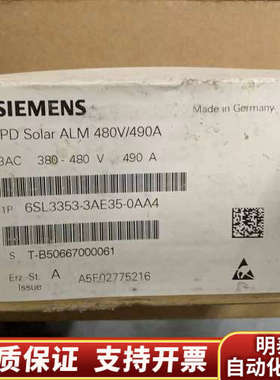 SIEMENS
Made in Germany
PD Solar ALM 480V/490A
3AC 380 - 480 V 490 A
1P 6SL3353-3AE35-0AA4
S T-B50667000061
Erz.-St. A A5E02775216
Issue
质保证 支持开票
明
自动化